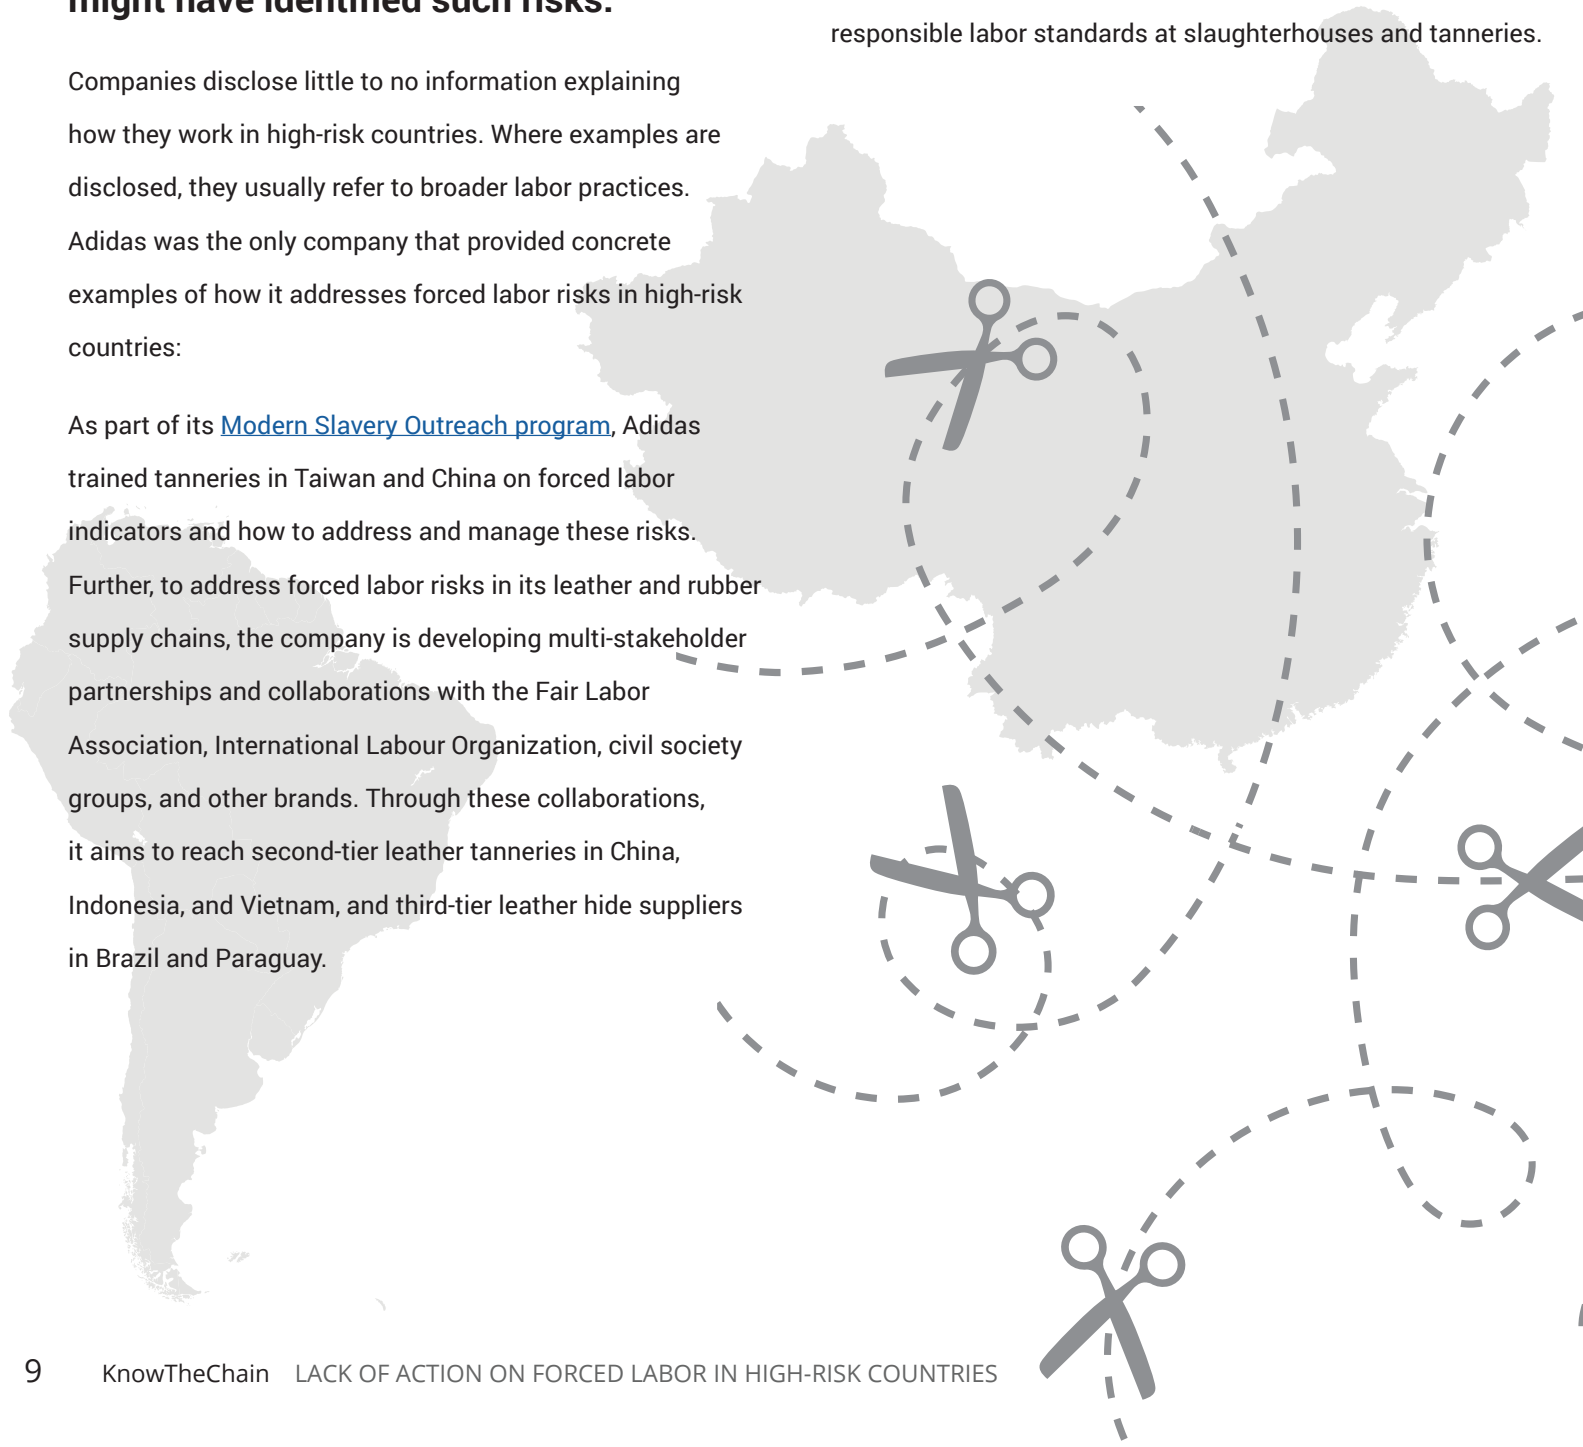 might have identified such risks.
Companies disclose little to no information explaining
how they work in high-risk countries. Where examples are
disclosed, they usually refer to broader labor practices.
Adidas was the only company that provided concrete
examples of how it addresses forced labor risks in high-risk
countries:
As part of its Modern Slavery Outreach program, Adidas
trained tanneries in Taiwan and China on forced labor
indicators and how to address and manage these risks.
Further, to address forced labor risks in its leather and rubber
supply chains, the company is developing multi-stakeholder
partnerships and collaborations with the Fair Labor
Association, International Labour Organization, civil society
groups, and other brands. Through these collaborations,
it aims to reach second-tier leather tanneries in China,
Indonesia, and Vietnam, and third-tier leather hide suppliers
in Brazil and Paraguay.
responsible labor standards at slaughterhouses and tanneries.
9 KnowTheChain LACK OF ACTION ON FORCED LABOR IN HIGH-RISK COUNTRIES